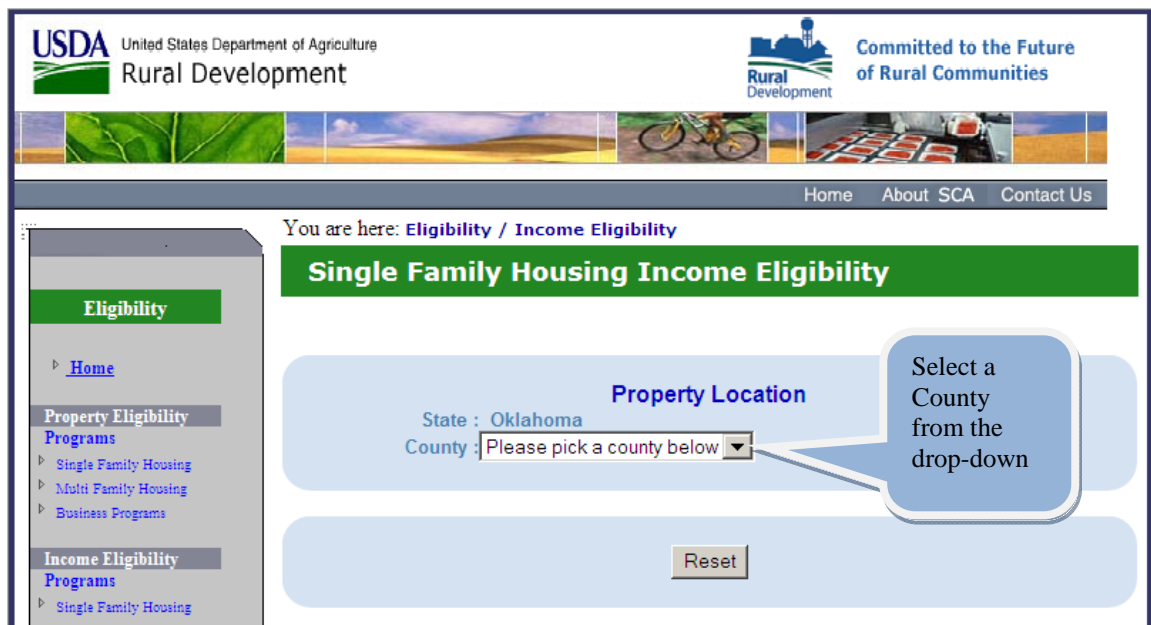 USDA United States Department of Agriculture
Rural Development
Rural
Development
Committed to the Future
of Rural Communities
Home About SCA Contact Us
You are here: Eligibility / Income Eligibility
Single Family Housing Income Eligibility
Eligibility
Home
Property Eligibility
Programs
Single Family Housing
Multi Family Housing
Business Programs
Income Eligibility
Programs
Single Family Housing
Property Location
State : Oklahoma
County : Please pick a county below
Select a
County
from the
drop-down
Reset